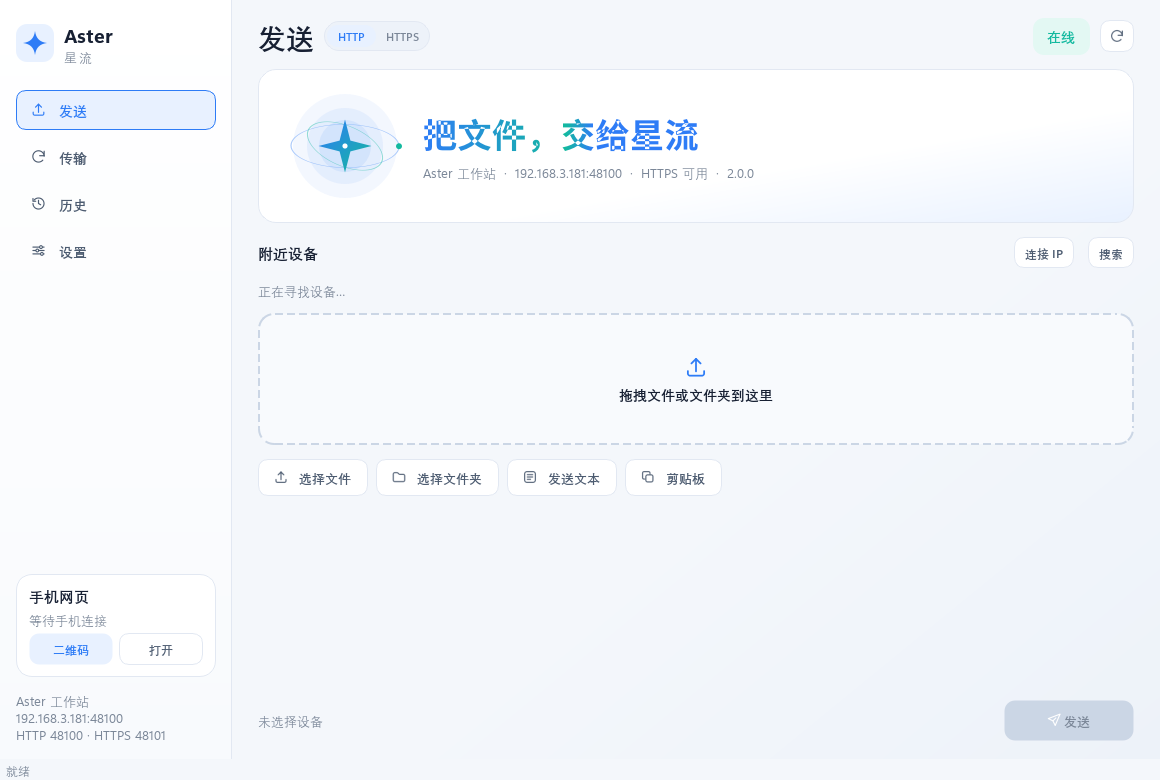 Aster
星 流
发送
传输
历史
设置
手机网页
等待手机连接
二维码
打开
Aster 工作站
192.168.3.181:48100
HTTP 48100 · HTTPS 48101
就绪
发送
HTTP
HTTPS
在线
把文件，交给星流
Aster 工作站 · 192.168.3.181:48100 · HTTPS 可用 · 2.0.0
附近设备
连接 IP
搜索
正在寻找设备...
拖拽文件或文件夹到这里
选择文件
选择文件夹
发送文本
剪贴板
未选择设备
发送